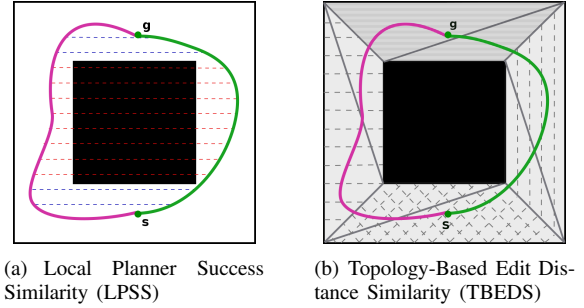 g
s
g
s
(a) Local Planner Success
Similarity (LPSS)
(b) Topology-Based Edit Dis-
tance Similarity (TBEDS)